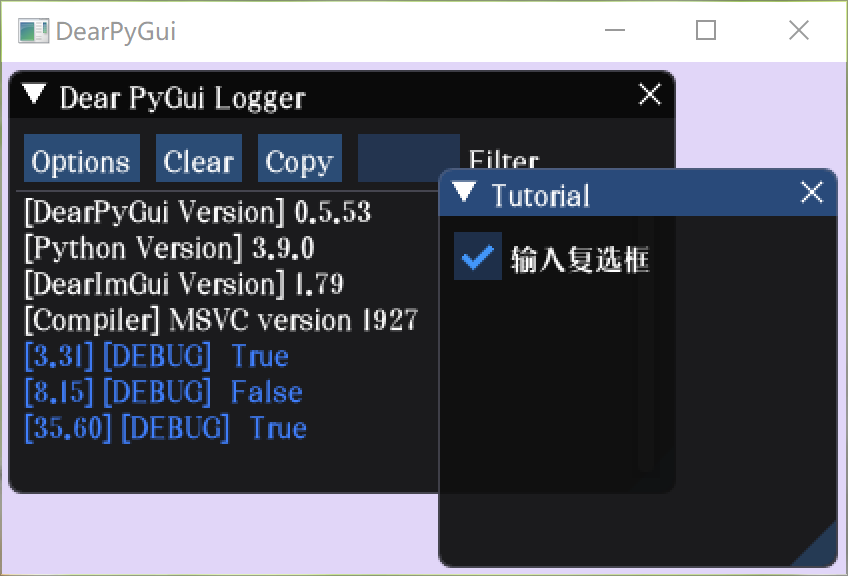 DearPyGui
Dear PyGui Logger
Options Clear Copy Filter
Tutorial
[DearPyGui Version] 0.5.53
[Python Version] 3.9.0
输入复选框
[DearImGui Version] 1.79
[Compiler] MSVC version 1927
[3.31] [DEBUG] True
[8.15] [DEBUG] False
[35.60] [DEBUG] True